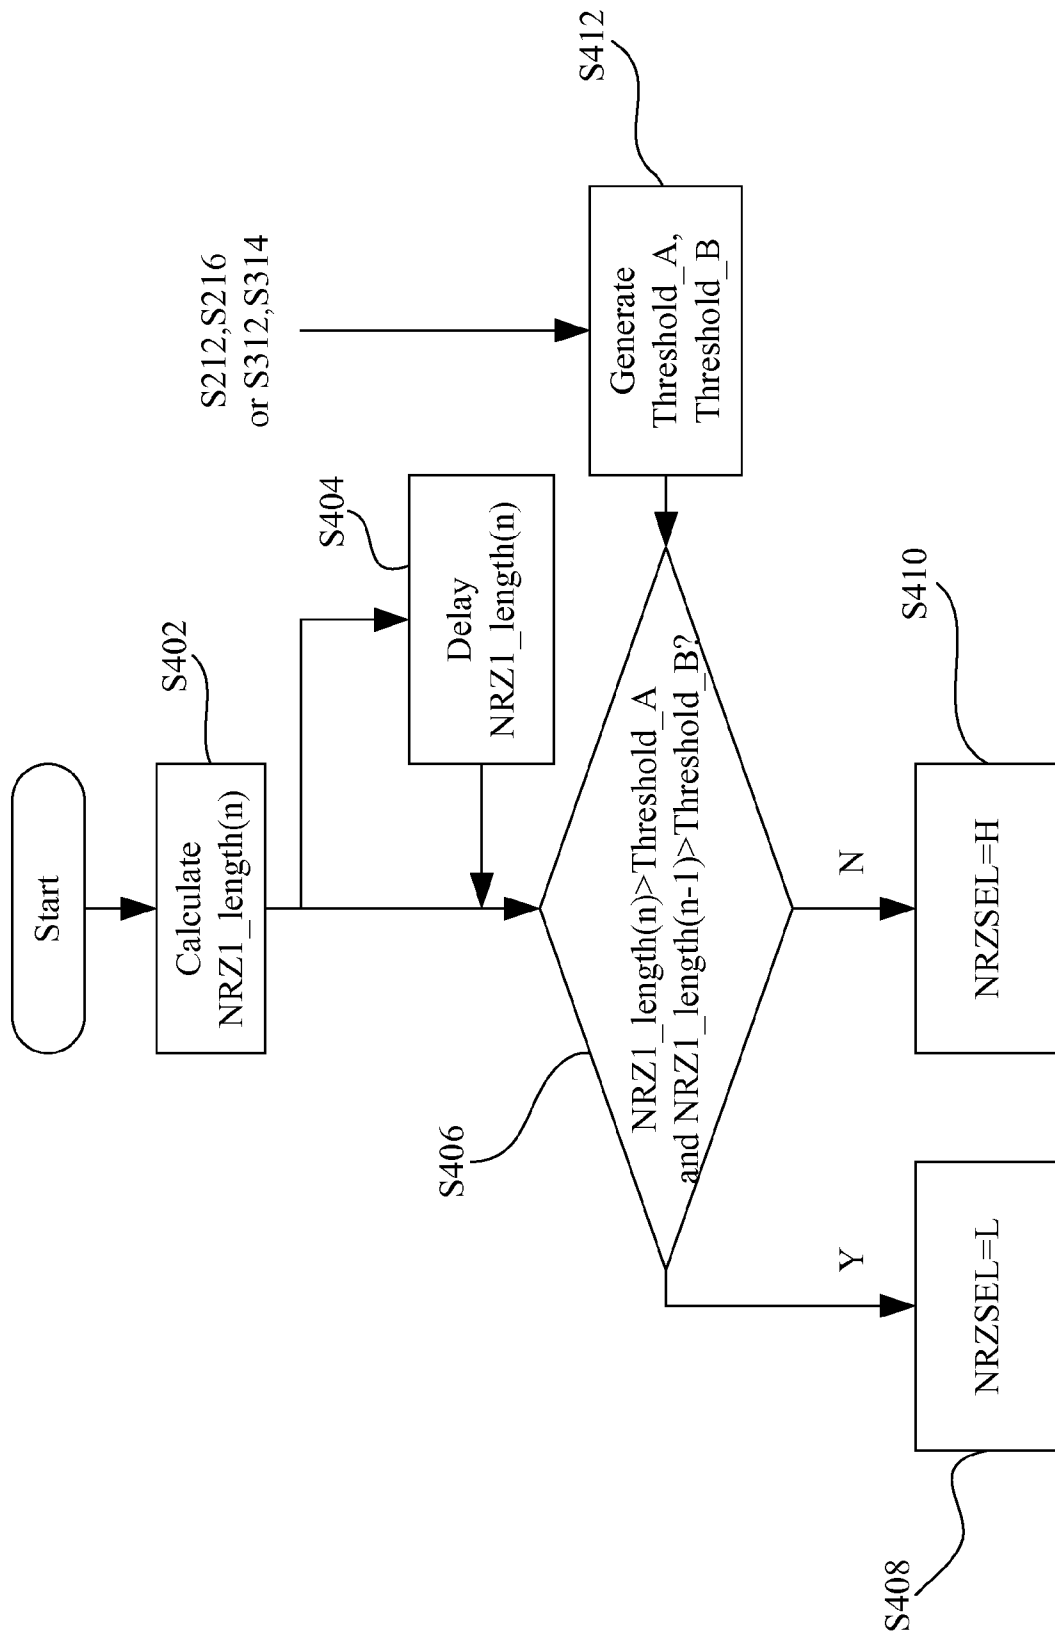 Start
Calculate
NRZ1_length(n)
S402
Delay
NRZ1_length(n)
S404
S212,S216
or S312,S314
Generate
Threshold_A,
Threshold_B
S412
NRZ1_length(n)>Threshold_A
and NRZ1_length(n-1)>Threshold_B?
S406
Y
N
NRZSEL=L
S408
NRZSEL=H
S410